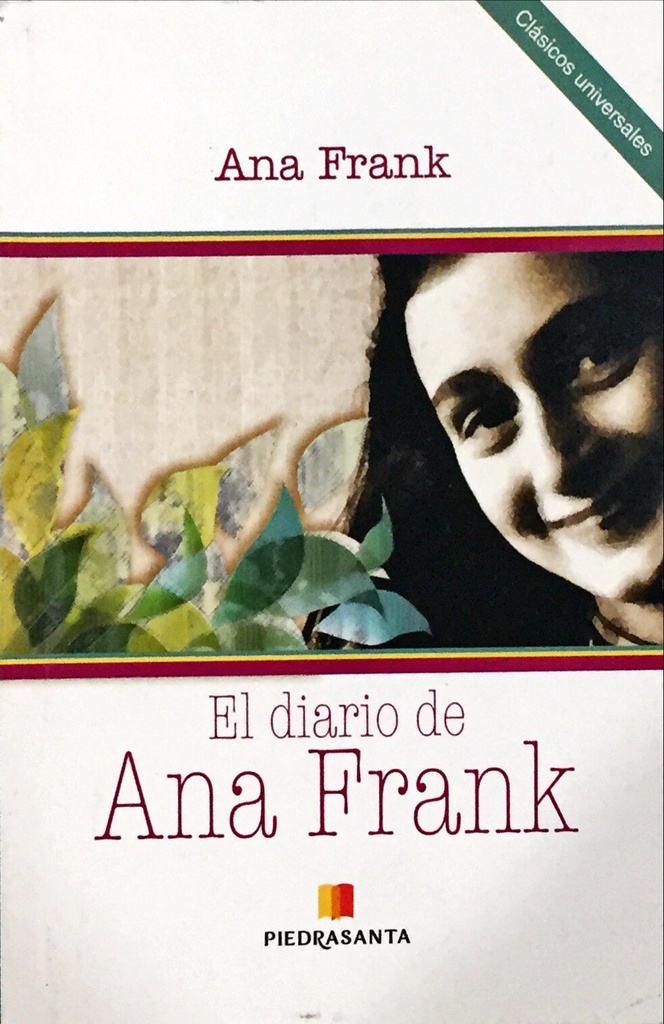 Clásicos universales
Ana Frank
El diario de
Ana Frank
PIEDRASANTA